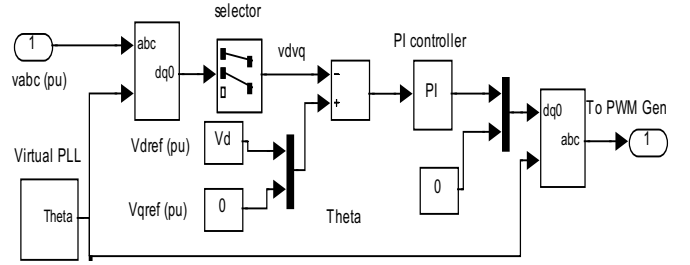 selector
1
vabc (pu)
abc
dq0
vdvq
-
+
PI controller
PI
dq0
abc
To PWM Gen
1
Vdref (pu)
Vd
Virtual PLL
Theta
Vqref (pu)
0
Theta
0